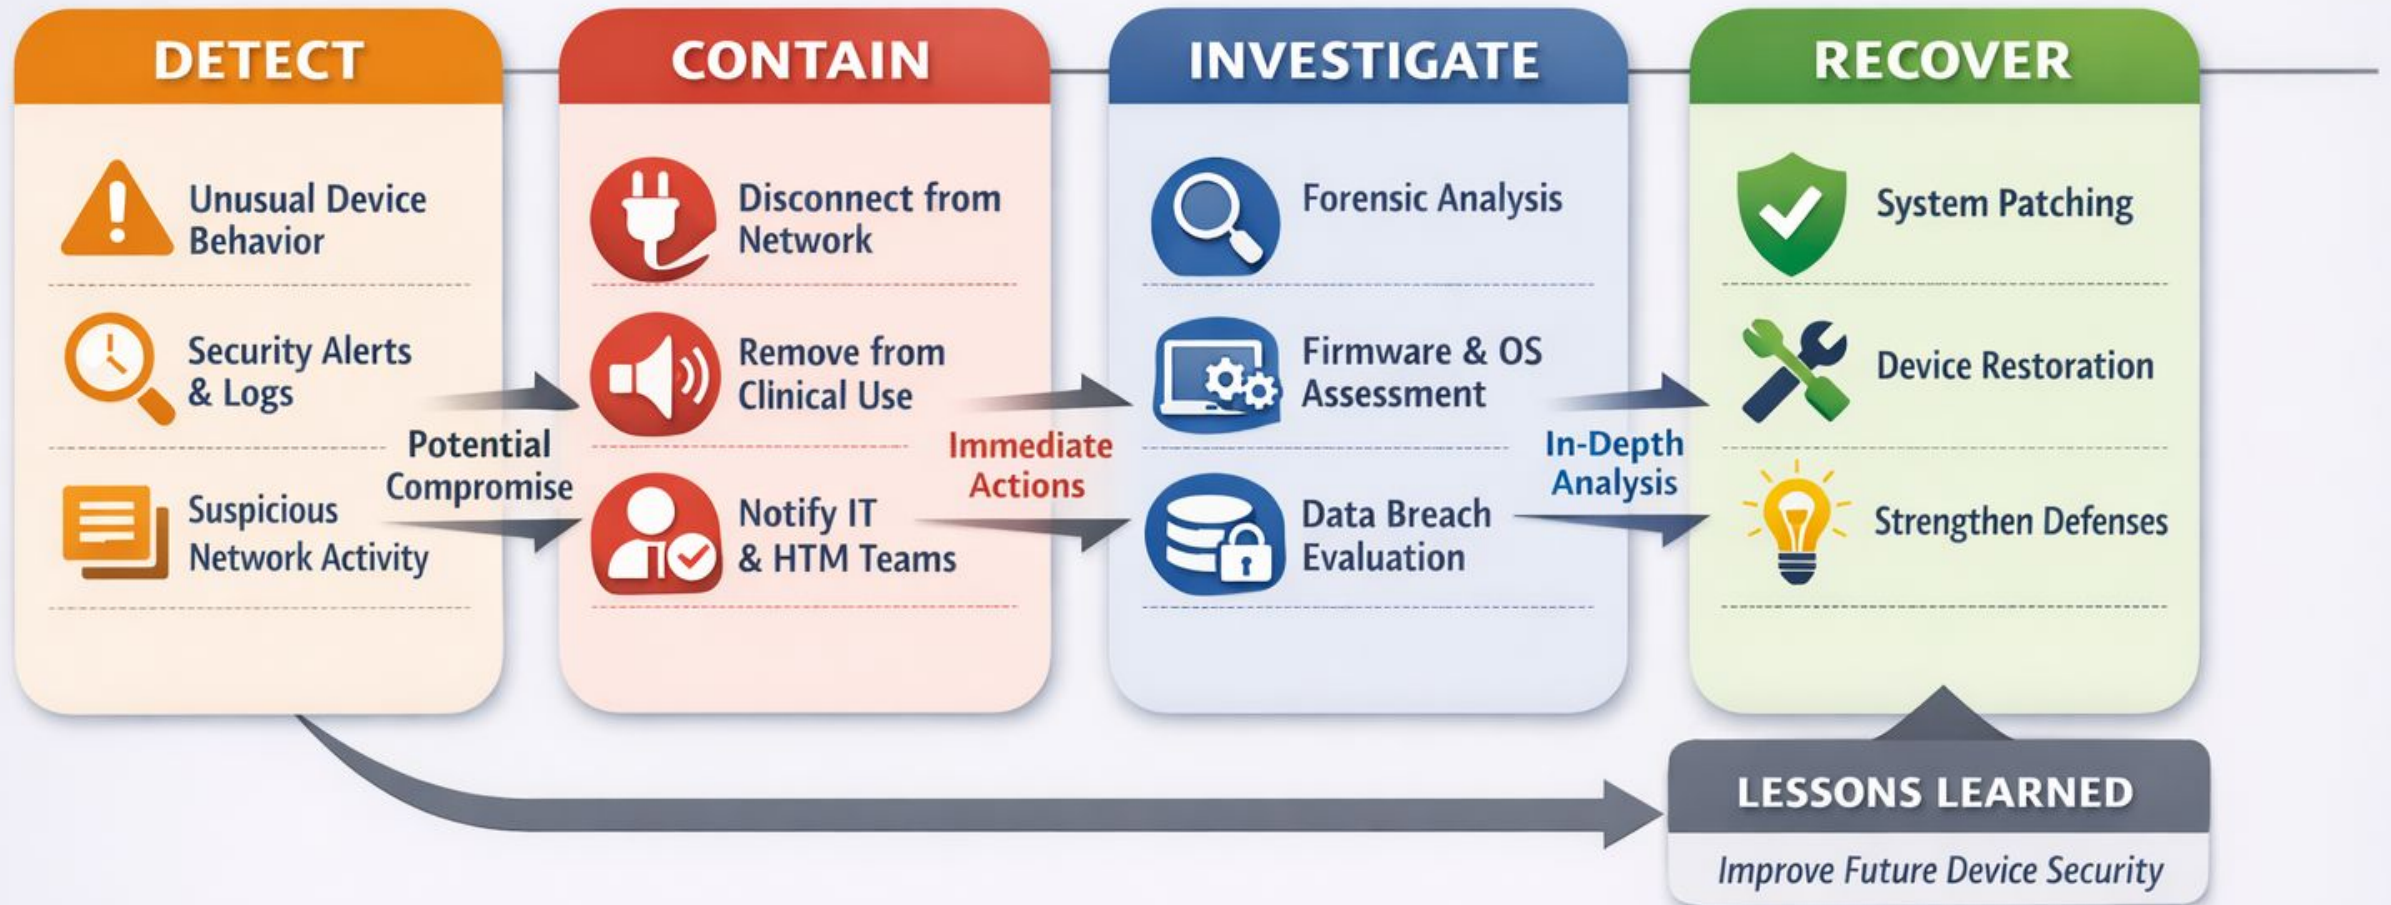 DETECT
Unusual Device
Behavior
Security Alerts
& Logs
Suspicious
Network Activity
Potential
Compromise
CONTAIN
Disconnect from
Network
Remove from
Clinical Use
Notify IT
& HTM Teams
Immediate
Actions
INVESTIGATE
Forensic Analysis
Firmware & OS
Assessment
Data Breach
Evaluation
In-Depth
Analysis
RECOVER
System Patching
Device Restoration
Strengthen Defenses
LESSONS LEARNED
Improve Future Device Security